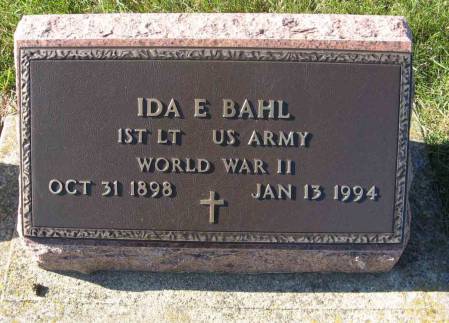 IDA E BAHL
1ST LT US ARMY
WORLD WAR II
OCT 31 1898 JAN 13 1994